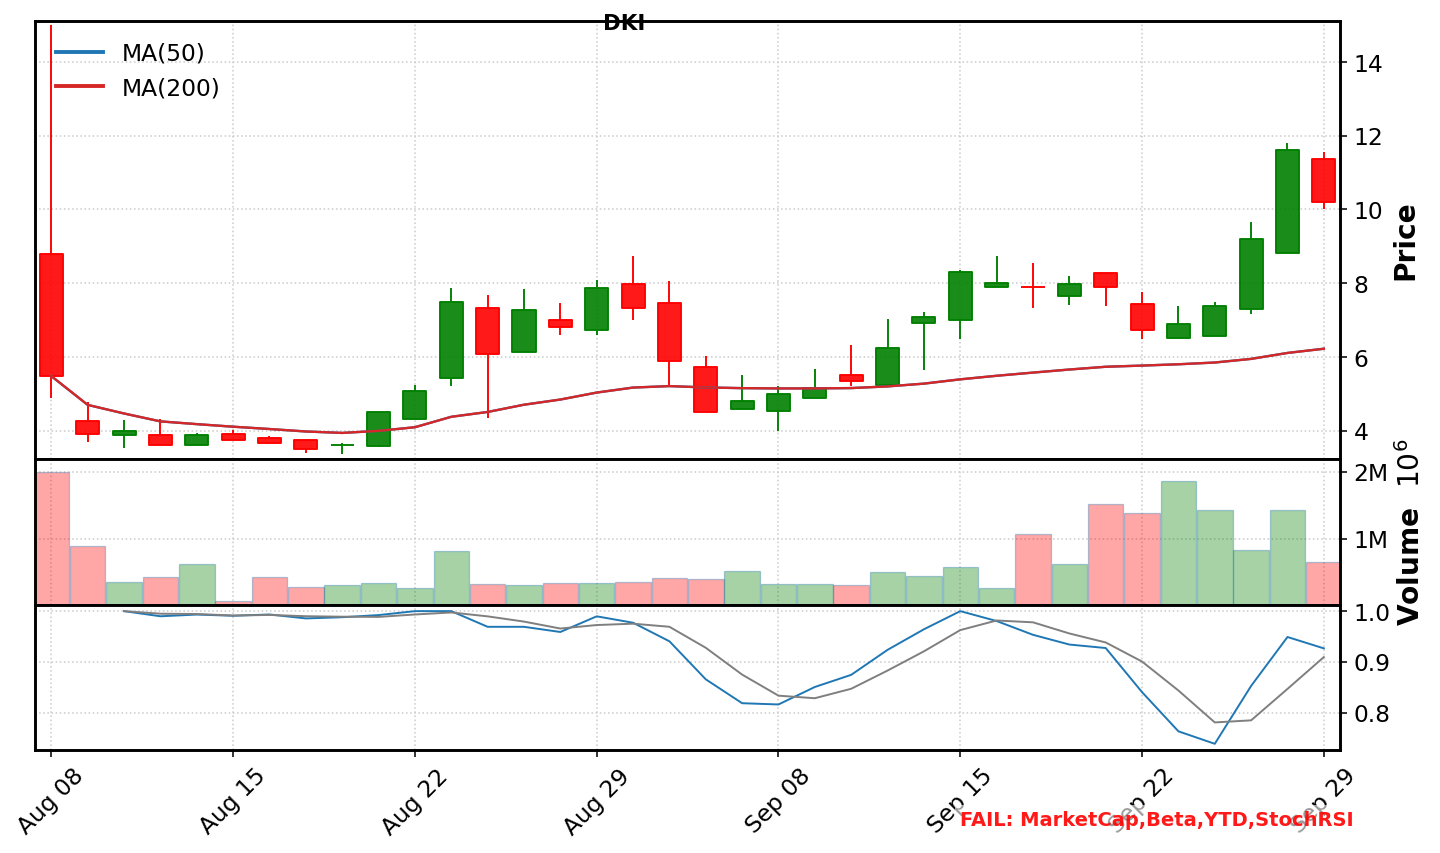 DKI
MA(50)
MA(200)
14
12
10
8
6
4
Price
2M
1M
Volume 10^6
1.0
0.9
0.8
Aug 08
Aug 15
Aug 22
Aug 29
Sep 08
Sep 15
Sep 22
Sep 29
FAIL: MarketCap,Beta,YTD,StochRSI